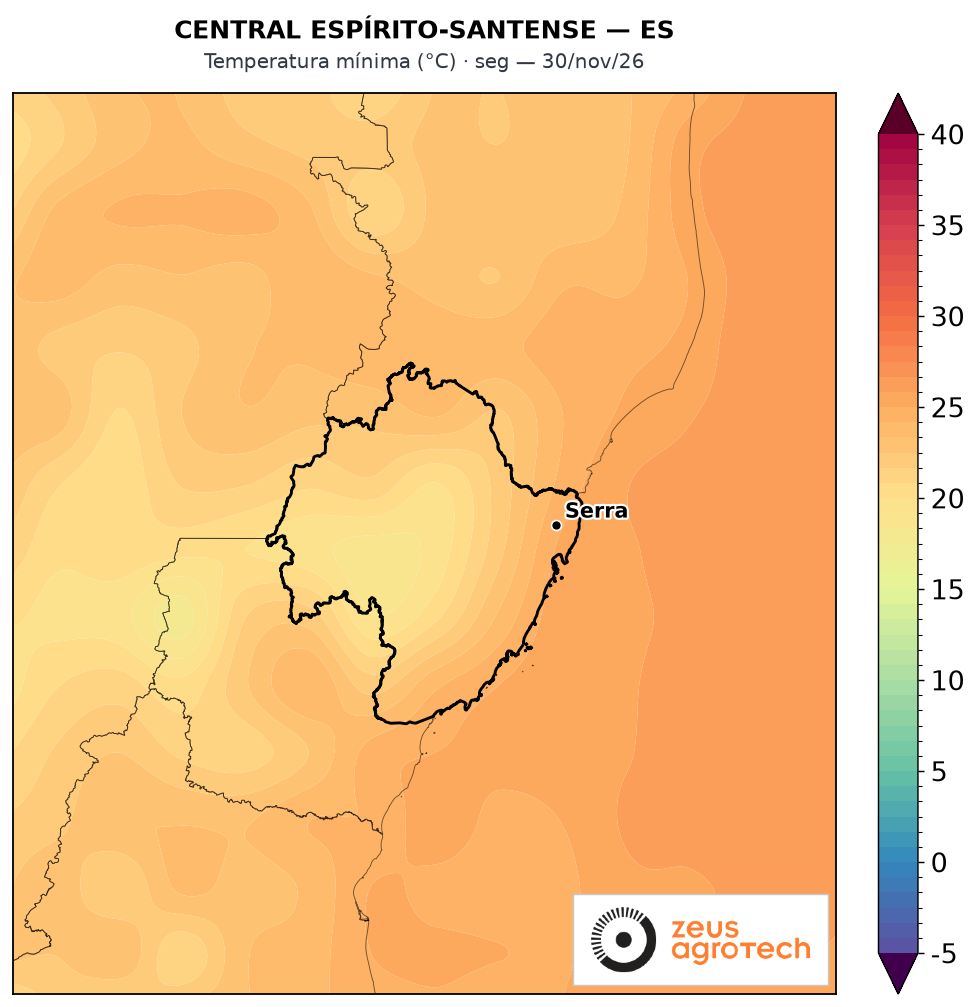 CENTRAL ESPÍRITO-SANTENSE — ES
Temperatura mínima (°C) · seg — 30/nov/26
40
35
30
25
20
15
10
5
0
-5
Serra
zeus
agrotech